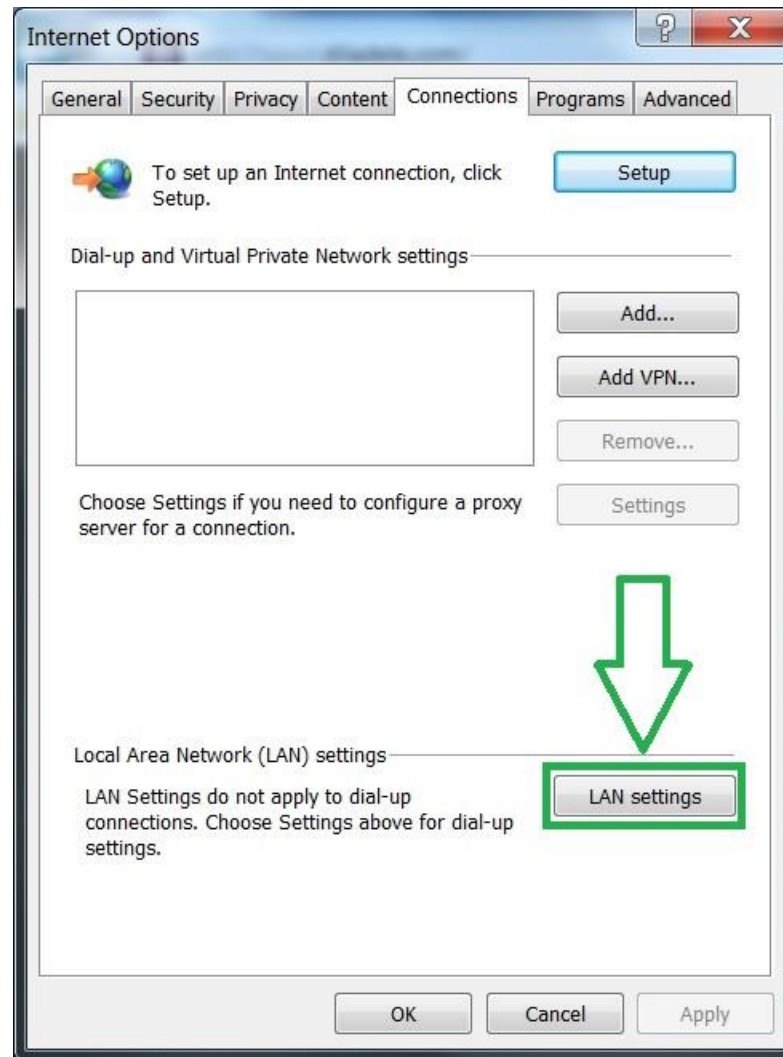 Internet Options
General Security Privacy Content Connections Programs Advanced
To set up an Internet connection, click
Setup.
Setup
Dial-up and Virtual Private Network settings
Add...
Add VPN...
Remove...
Choose Settings if you need to configure a proxy
server for a connection.
Settings
Local Area Network (LAN) settings
LAN Settings do not apply to dial-up
connections. Choose Settings above for dial-up
settings.
LAN settings
OK Cancel Apply